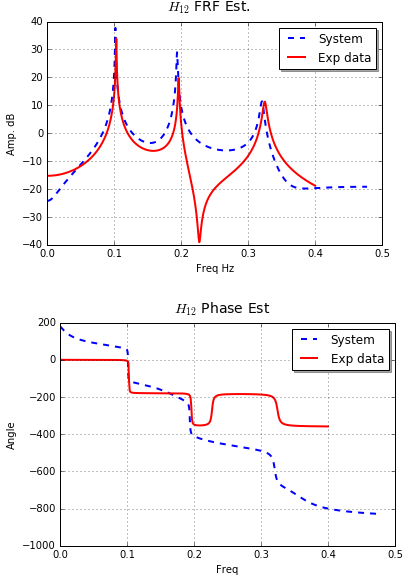 H12 FRF Est.
40
30
20
10
0
−10
−20
−30
−40
Amp. dB
System
Exp data
0.0 0.1 0.2 0.3 0.4 0.5
Freq Hz
H12 Phase Est
200
0
−200
−400
−600
−800
−1000
Angle
System
Exp data
0.0 0.1 0.2 0.3 0.4 0.5
Freq